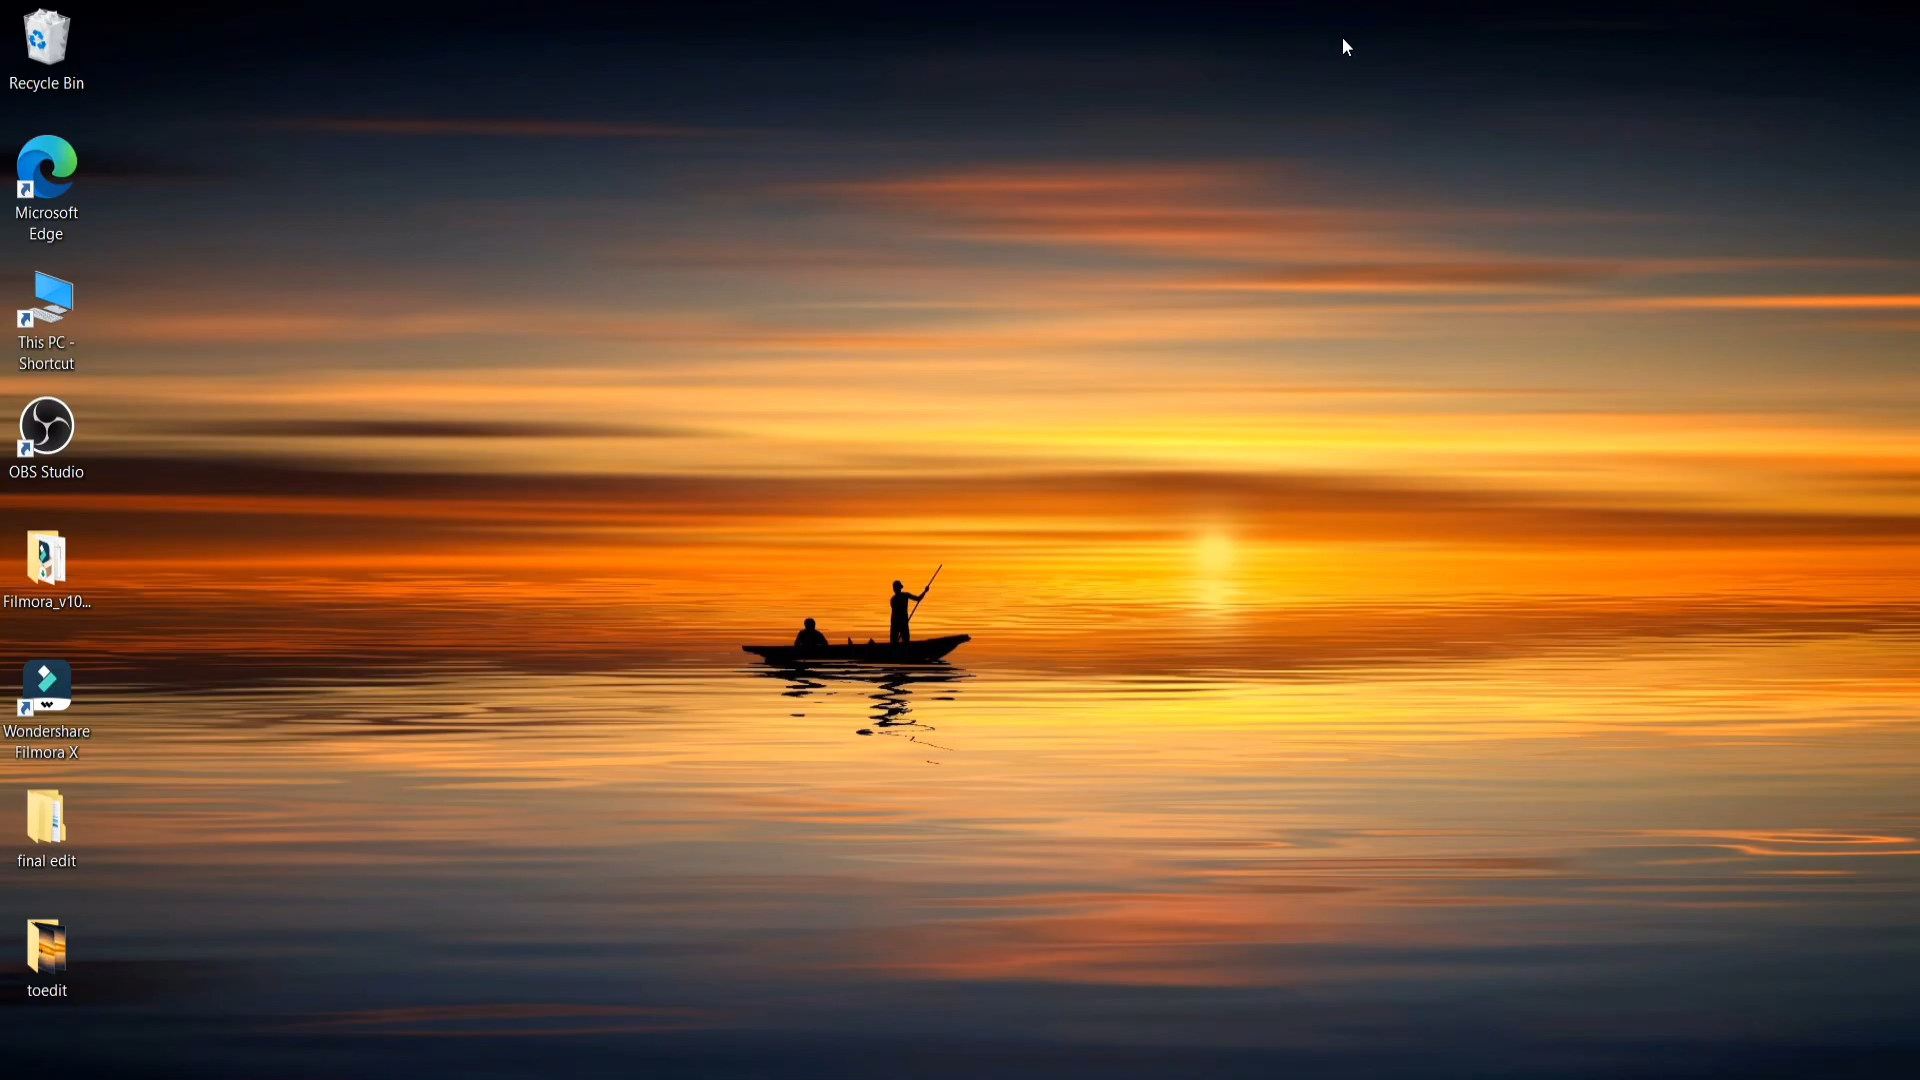 Recycle Bin
Microsoft
Edge
This PC -
Shortcut
OBS Studio
Filmora_v10...
Wondershare
Filmora X
final edit
toedit